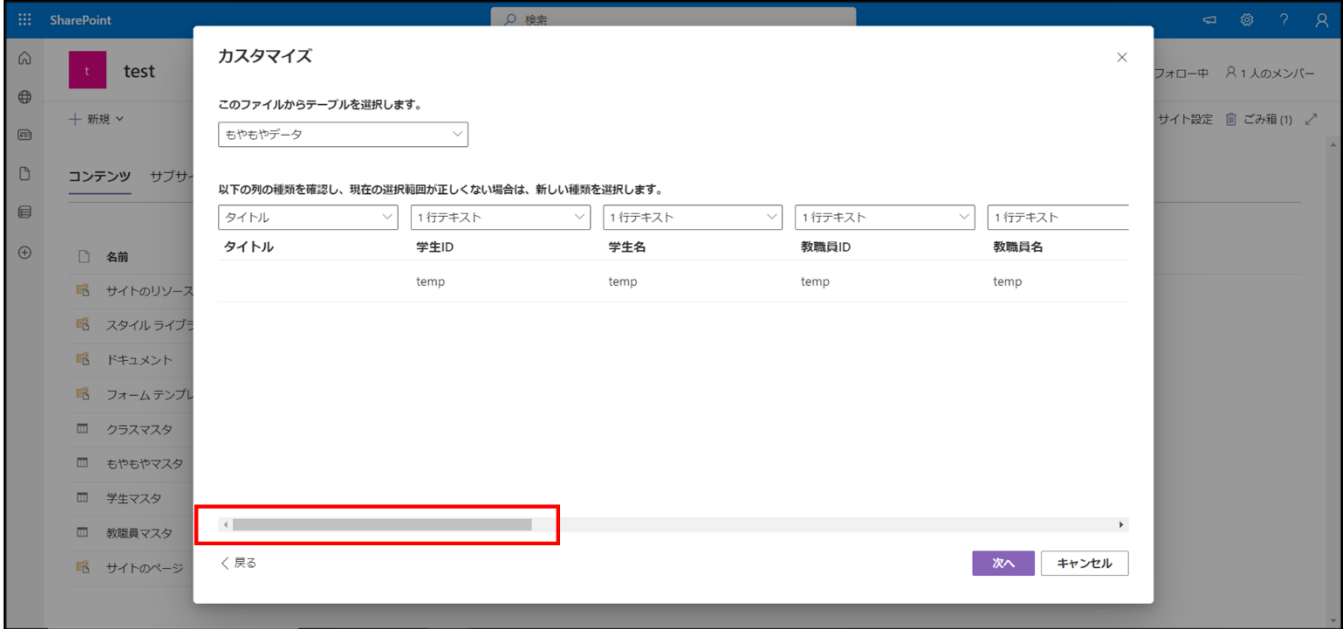 SharePoint
検索
t
test
フォロー中 1 人のメンバー
新規
サイト設定 ごみ箱 (1)
コンテンツ サブサ
名前
サイトのリソース
スタイル ライブラ
ドキュメント
フォーム テンプレ
クラスマスタ
もやもやマスタ
学生マスタ
教職員マスタ
サイトのページ
カスタマイズ
このファイルからテーブルを選択します。
もやもやデータ
以下の列の種類を確認し、現在の選択範囲が正しくない場合は、新しい種類を選択します。
タイトル 1 行テキスト 1 行テキスト 1 行テキスト 1 行テキスト
タイトル 学生ID 学生名 教職員ID 教職員名
temp temp temp temp
戻る
次へ キャンセル